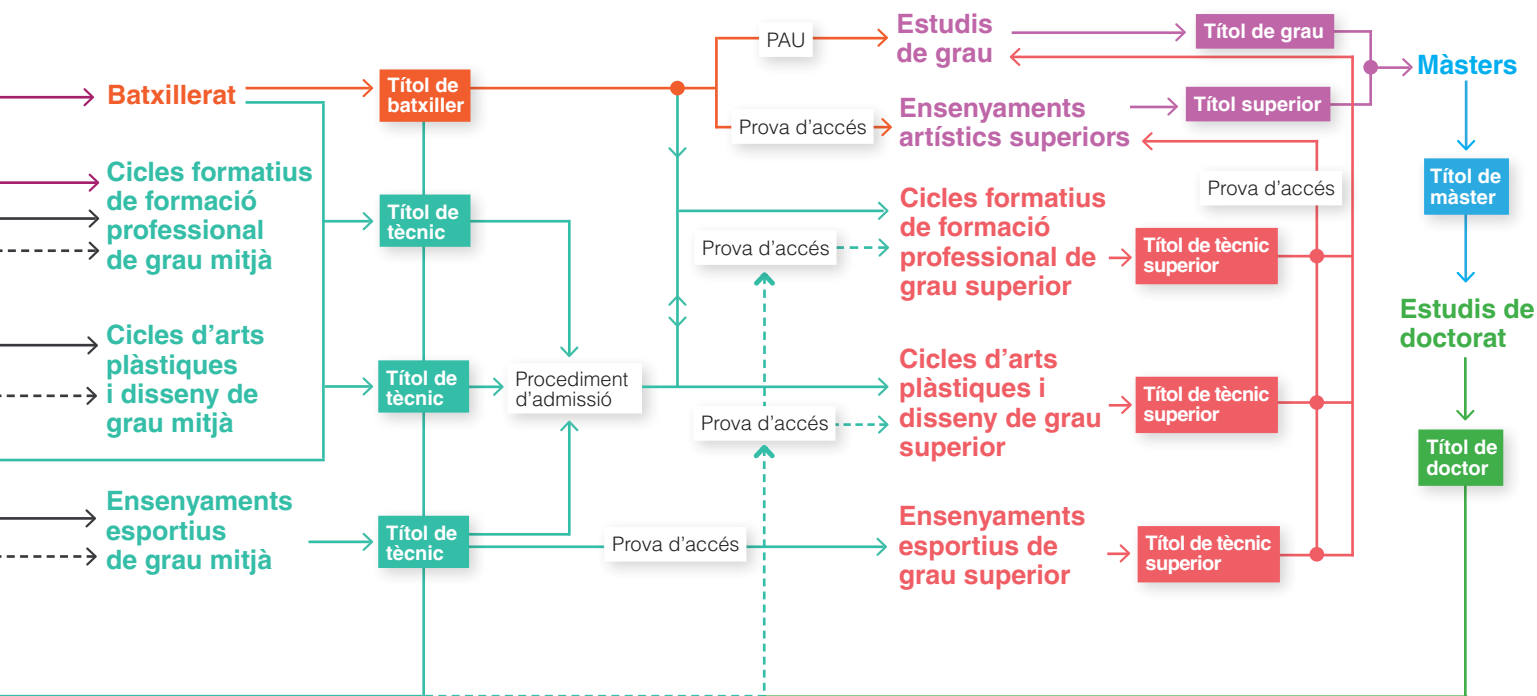 Batxillerat
Títol de
batxiller
PAU
Estudis
de grau
Títol de grau
Màsters
Prova d'accés
Ensenyaments
artístics superiors
Títol superior
Cicles formatius
de formació
professional
de grau mitjà
Títol de
tècnic
Prova d'accés
Cicles formatius
de formació
professional de
grau superior
Títol de tècnic
superior
Prova d'accés
Títol de
màster
Cicles d’arts
plàstiques
i disseny de
grau mitjà
Títol de
tècnic
Procediment
d'admissió
Prova d'accés
Cicles d’arts
plàstiques i
disseny de grau
superior
Títol de tècnic
superior
Estudis de
doctorat
Títol de
doctor
Ensenyaments
esportius
de grau mitjà
Títol de
tècnic
Prova d'accés
Ensenyaments
esportius de
grau superior
Títol de tècnic
superior